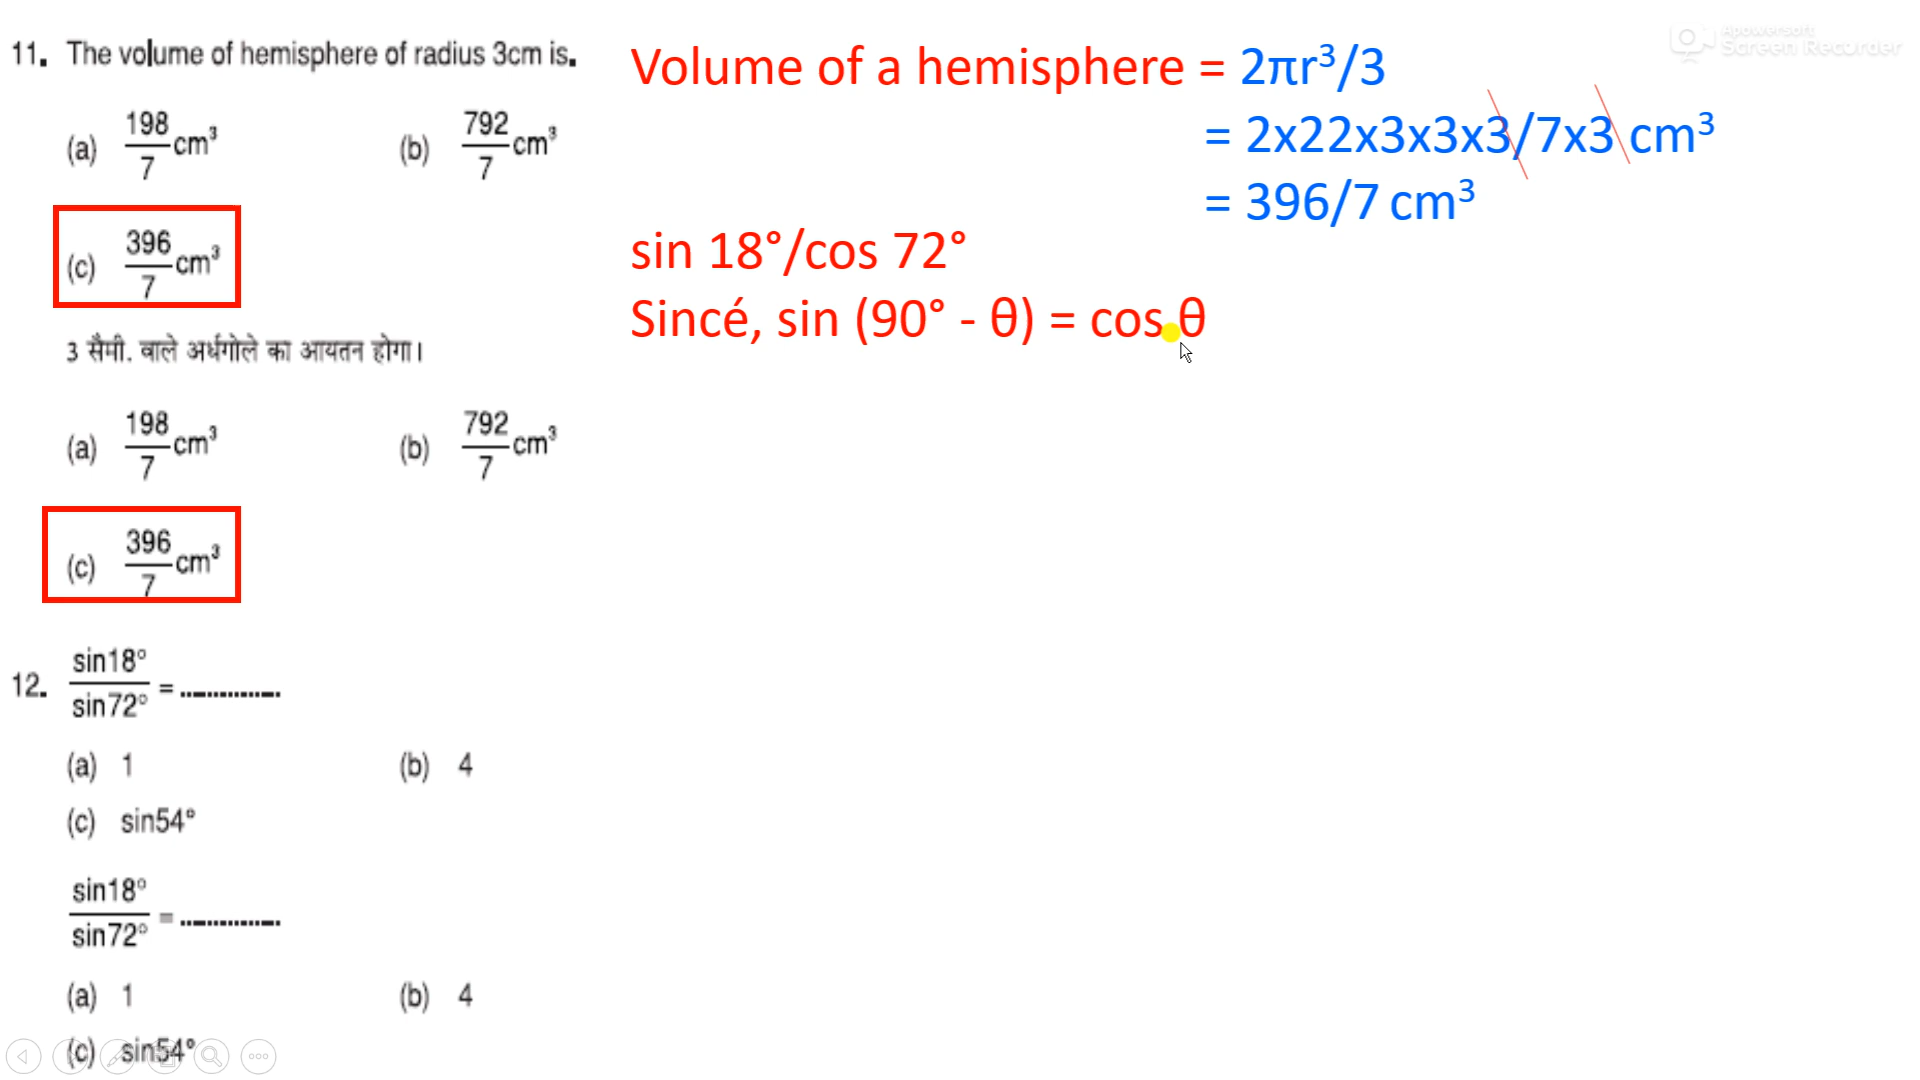 11. The volume of hemisphere of radius 3cm is.
(a) 198/7 cm³ (b) 792/7 cm³
(c) 396/7 cm³
3 सैमी. वाले अर्धगोले का आयतन होगा।
(a) 198/7 cm³ (b) 792/7 cm³
(c) 396/7 cm³
12. sin18°/sin72° = ...............
(a) 1 (b) 4
(c) sin54°
sin18°/sin72° = ...............
(a) 1 (b) 4
(c) sin54°
Volume of a hemisphere = 2πr³/3
= 2x22x3x3x3/7x3 cm³
= 396/7 cm³
sin 18°/cos 72°
Sincé, sin (90° - θ) = cos θ
Apowersoft
Screen Recorder